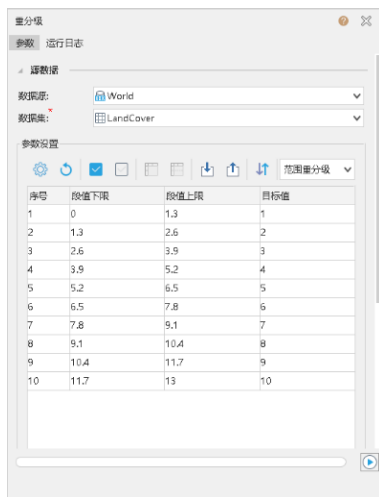 重分级
参数 运行日志
源数据
数据源: World
数据集:* LandCover
参数设置
范围重分级
序号 段值下限 段值上限 目标值
1 0 1.3 1
2 1.3 2.6 2
3 2.6 3.9 3
4 3.9 5.2 4
5 5.2 6.5 5
6 6.5 7.8 6
7 7.8 9.1 7
8 9.1 10.4 8
9 10.4 11.7 9
10 11.7 13 10